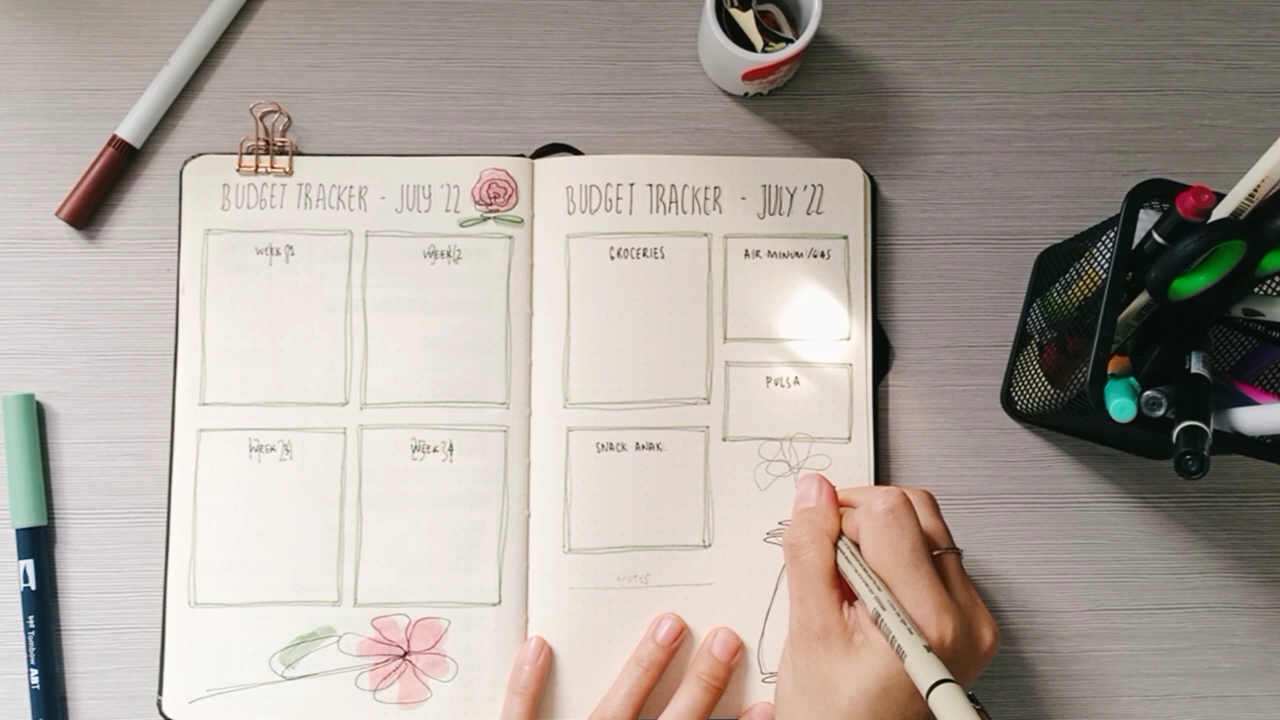 BUDGET TRACKER - JULY '22
WEEK 1
WEEK 2
WEEK 3
WEEK 4
BUDGET TRACKER - JULY '22
GROCERIES
AIR MINUM/GAS
PULSA
SNACK ANAK
NOTES
Tombow ABT